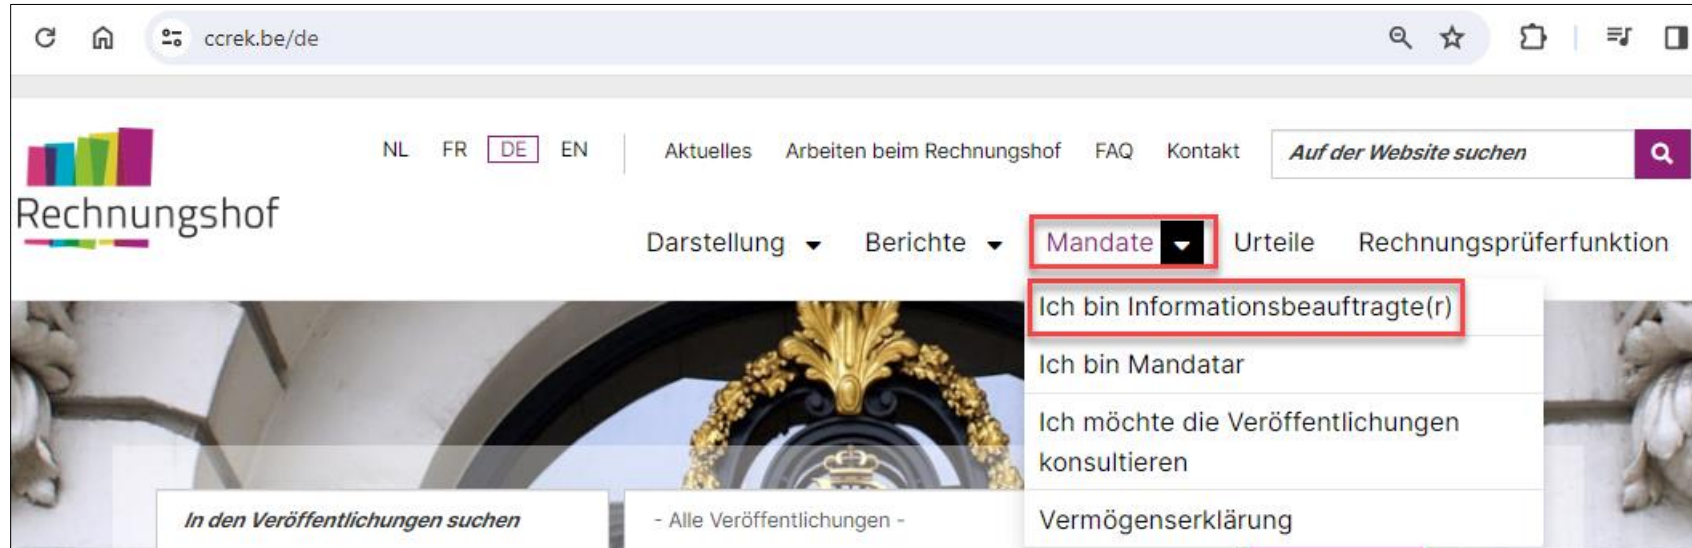 ccrek.be/de
NL FR DE EN Aktuelles Arbeiten beim Rechnungshof FAQ Kontakt Auf der Website suchen
Rechnungshof
Darstellung Berichte Mandate Urteile Rechnungsprüferfunktion
Ich bin Informationsbeauftragte(r)
Ich bin Mandatar
Ich möchte die Veröffentlichungen
konsultieren
Vermögenserklärung
In den Veröffentlichungen suchen
- Alle Veröffentlichungen -